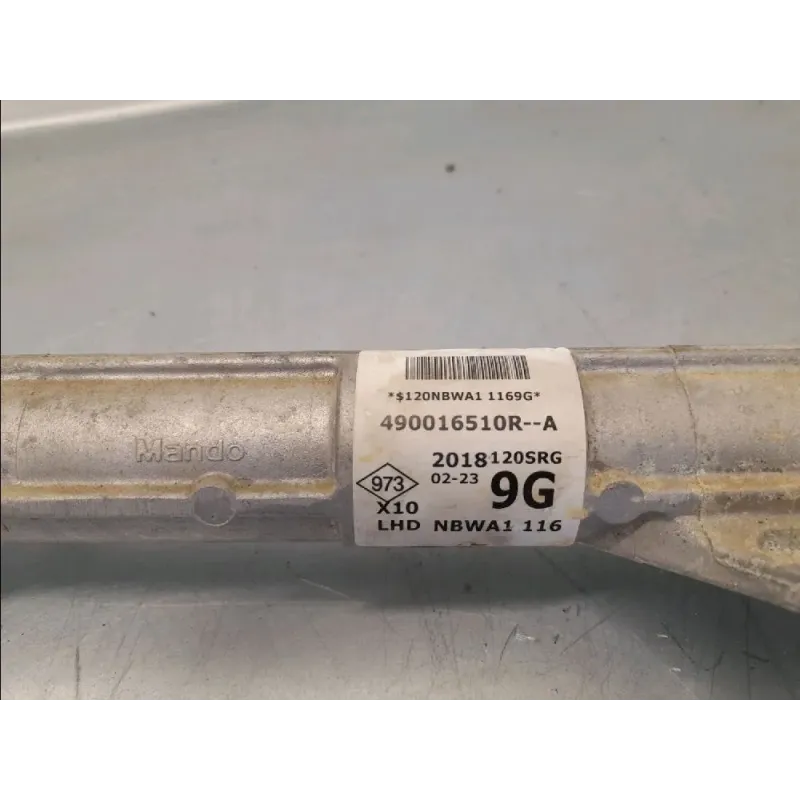 Mando
*$120NBWA1 1169G*
490016510R--A
2018 120SRG
973 02-23 9G
X10
LHD NBWA1 116